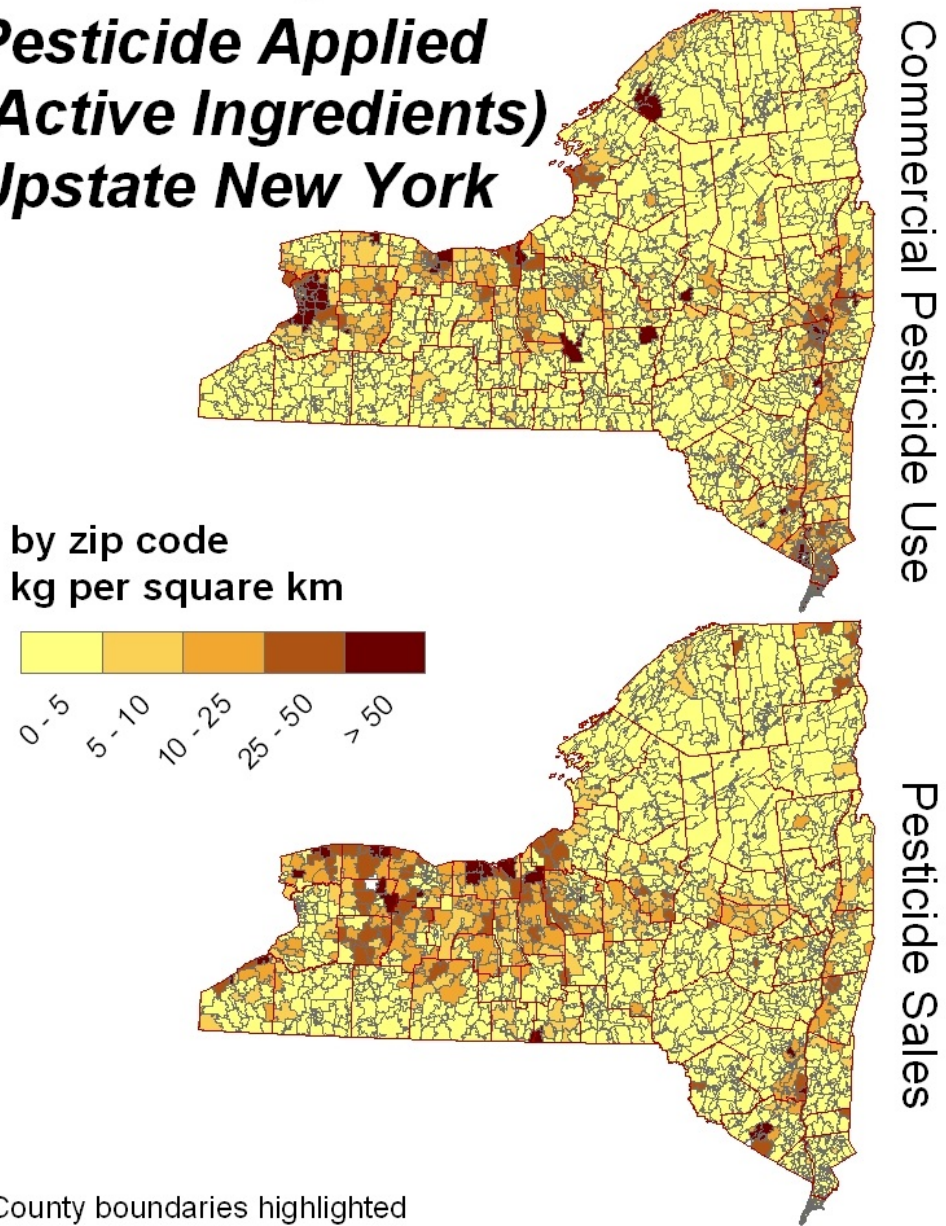 Pesticide Applied
(Active Ingredients)
Upstate New York
Commercial Pesticide Use
by zip code
kg per square km
0 - 5
5 - 10
10 - 25
25 - 50
> 50
Pesticide Sales
County boundaries highlighted